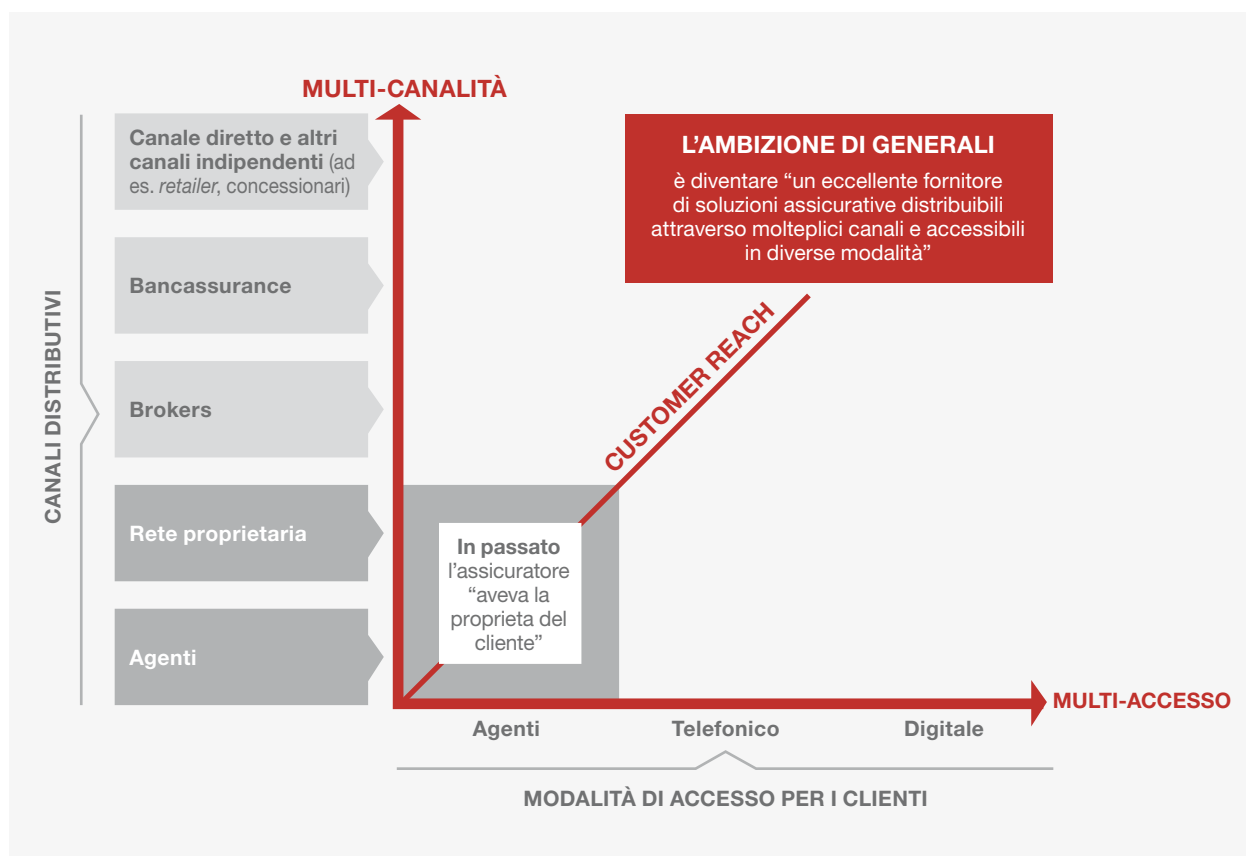 MULTI-CANALITÀ
Canale diretto e altri
canali indipendenti (ad
es. retailer, concessionari)
Bancassurance
Brokers
Rete proprietaria
Agenti
CANALI DISTRIBUTIVI
L'AMBIZIONE DI GENERALI
è diventare “un eccellente fornitore
di soluzioni assicurative distribuibili
attraverso molteplici canali e accessibili
in diverse modalità”
CUSTOMER REACH
In passato
l'assicuratore
“aveva la
proprieta del
cliente”
MULTI-ACCESSO
Agenti
Telefonico
Digitale
MODALITÀ DI ACCESSO PER I CLIENTI